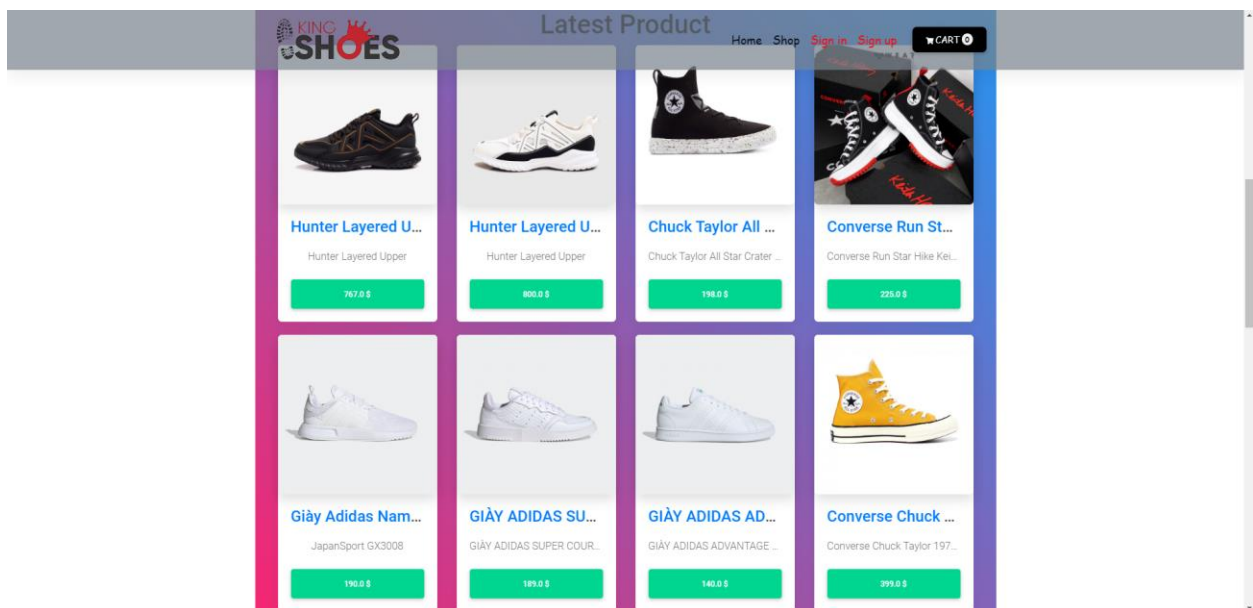 KING
SHOES
Latest Product
Home Shop Sign in Sign up CART 0
Hunter Layered U...
Hunter Layered U...
Chuck Taylor All ...
Converse Run St...
Hunter Layered Upper
Hunter Layered Upper
Chuck Taylor All Star Crater ...
Converse Run Star Hike Kei...
767.0 $
800.0 $
198.0 $
225.0 $
Giày Adidas Nam...
GIÀY ADIDAS SU...
GIÀY ADIDAS AD...
Converse Chuck ...
JapanSport GX3008
GIÀY ADIDAS SUPER COUR...
GIÀY ADIDAS ADVANTAGE ...
Converse Chuck Taylor 197...
190.0 $
189.0 $
140.0 $
399.0 $